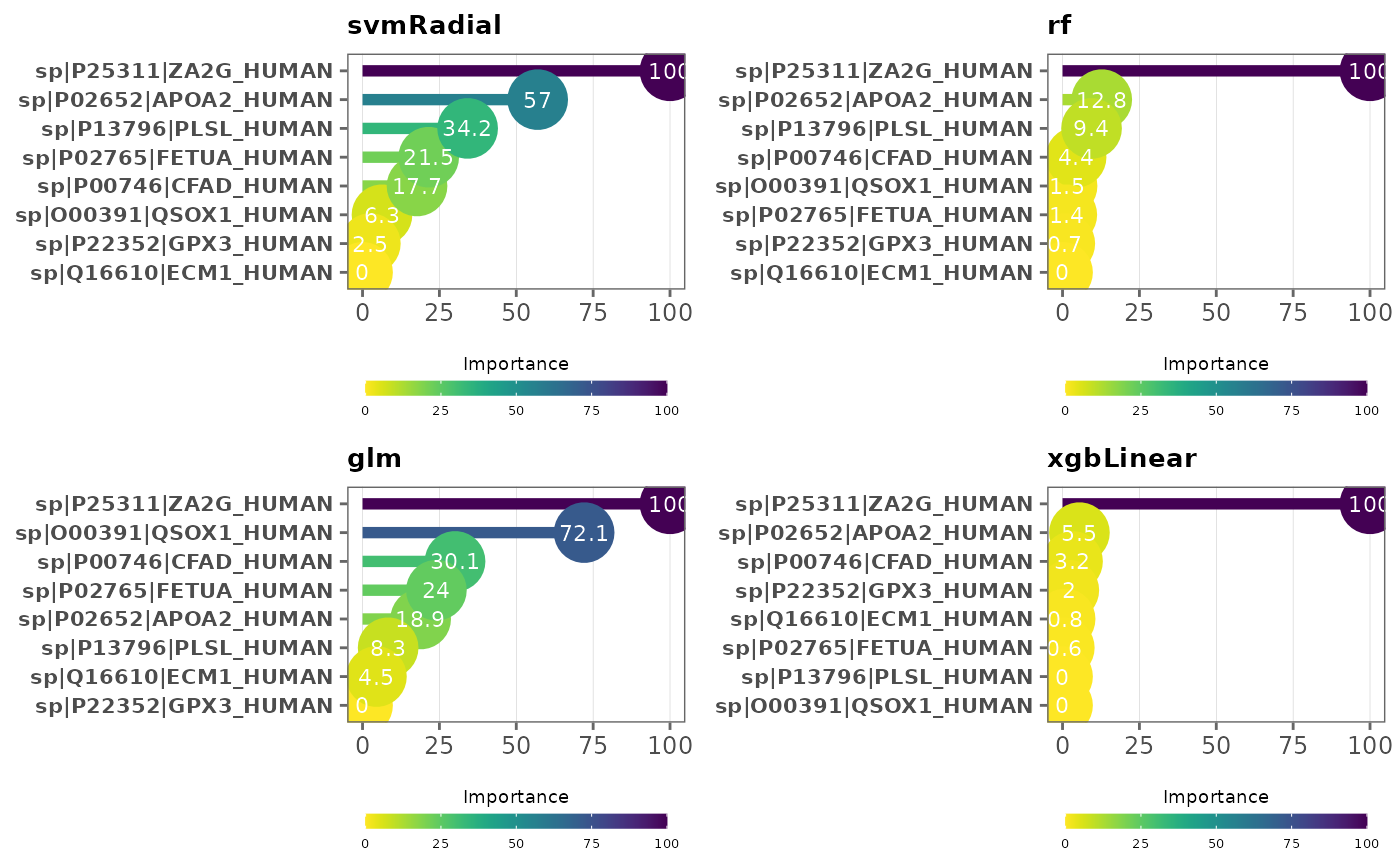 svmRadial
sp|P25311|ZA2G_HUMAN 100
sp|P02652|APOA2_HUMAN 57
sp|P13796|PLSL_HUMAN 34.2
sp|P02765|FETUA_HUMAN 21.5
sp|P00746|CFAD_HUMAN 17.7
sp|O00391|QSOX1_HUMAN 6.3
sp|P22352|GPX3_HUMAN 2.5
sp|Q16610|ECM1_HUMAN 0
0 25 50 75 100
Importance
0 25 50 75 100
rf
sp|P25311|ZA2G_HUMAN 100
sp|P02652|APOA2_HUMAN 12.8
sp|P13796|PLSL_HUMAN 9.4
sp|P00746|CFAD_HUMAN 4.4
sp|O00391|QSOX1_HUMAN 1.5
sp|P02765|FETUA_HUMAN 1.4
sp|P22352|GPX3_HUMAN 0.7
sp|Q16610|ECM1_HUMAN 0
0 25 50 75 100
Importance
0 25 50 75 100
glm
sp|P25311|ZA2G_HUMAN 100
sp|O00391|QSOX1_HUMAN 72.1
sp|P00746|CFAD_HUMAN 30.1
sp|P02765|FETUA_HUMAN 24
sp|P02652|APOA2_HUMAN 18.9
sp|P13796|PLSL_HUMAN 8.3
sp|Q16610|ECM1_HUMAN 4.5
sp|P22352|GPX3_HUMAN 0
0 25 50 75 100
Importance
0 25 50 75 100
xgbLinear
sp|P25311|ZA2G_HUMAN 100
sp|P02652|APOA2_HUMAN 5.5
sp|P00746|CFAD_HUMAN 3.2
sp|P22352|GPX3_HUMAN 2
sp|Q16610|ECM1_HUMAN 0.8
sp|P02765|FETUA_HUMAN 0.6
sp|P13796|PLSL_HUMAN 0
sp|O00391|QSOX1_HUMAN 0
0 25 50 75 100
Importance
0 25 50 75 100